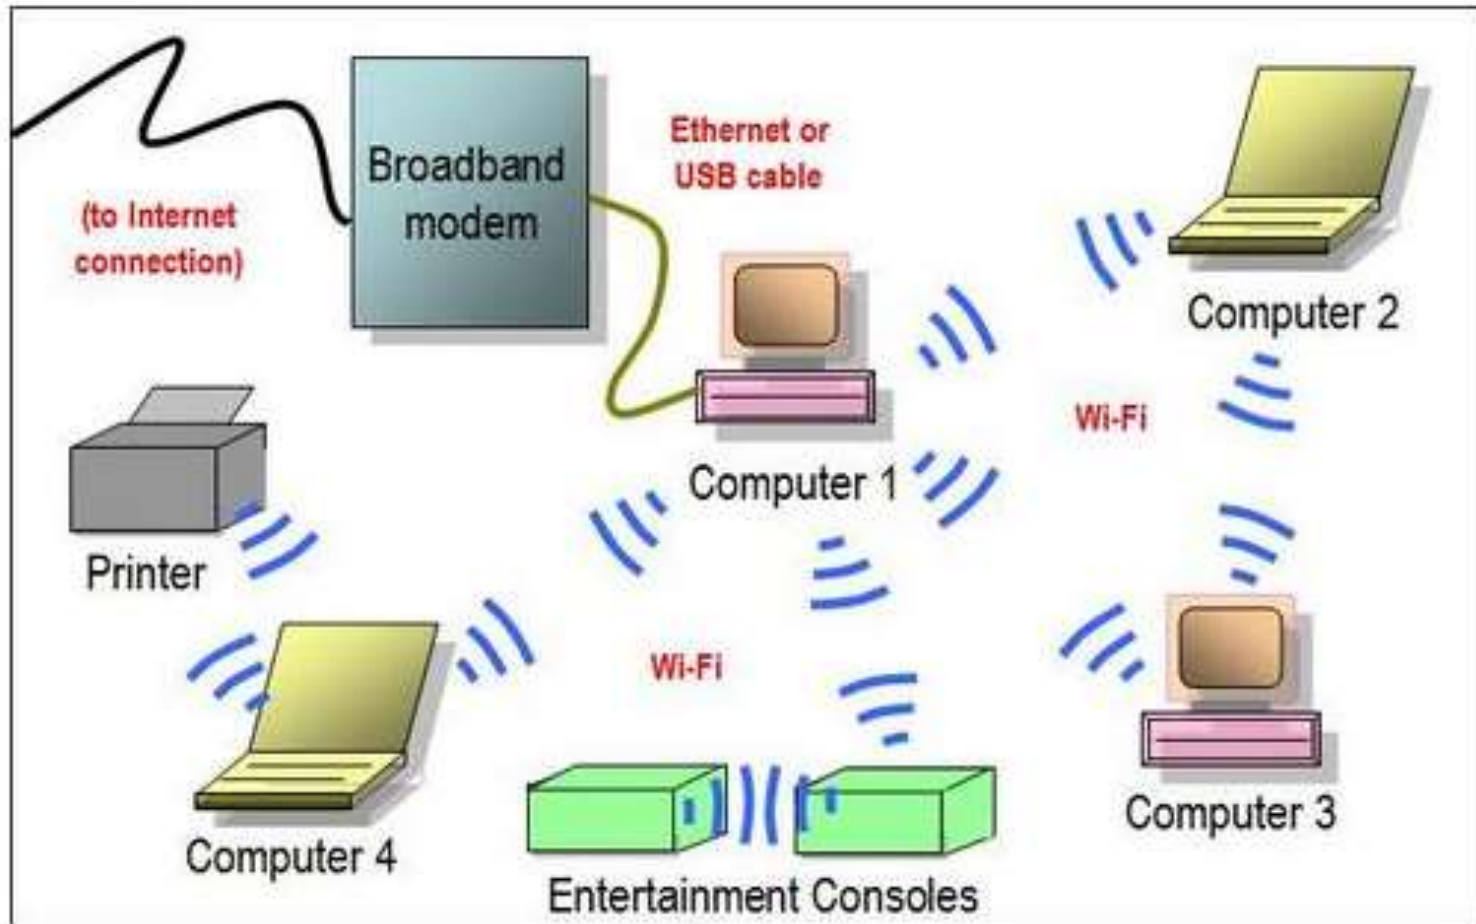 Broadband
modem
Ethernet or
USB cable
(to Internet
connection)
Computer 2
Wi-Fi
Computer 1
Printer
Wi-Fi
Computer 3
Computer 4
Entertainment Consoles